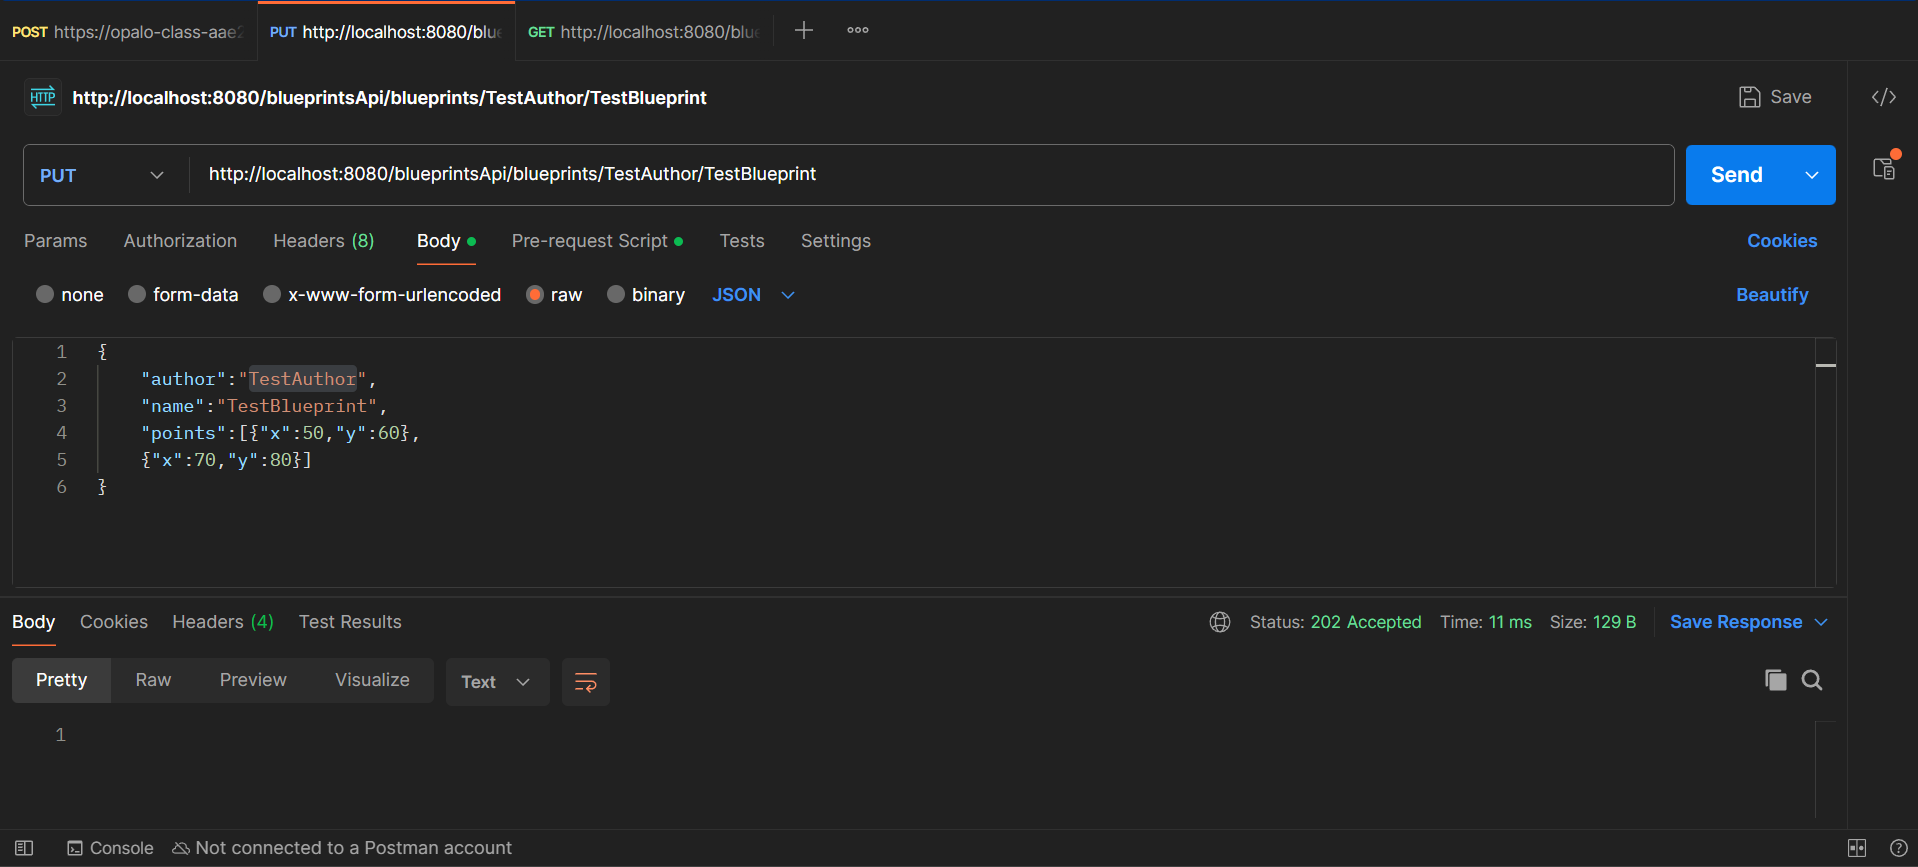 POST https://opalo-class-aae2
PUT http://localhost:8080/blue
GET http://localhost:8080/blue
HTTP http://localhost:8080/blueprintsApi/blueprints/TestAuthor/TestBlueprint
Save
PUT http://localhost:8080/blueprintsApi/blueprints/TestAuthor/TestBlueprint
Send
Params Authorization Headers (8) Body Pre-request Script Tests Settings
Cookies
none form-data x-www-form-urlencoded raw binary JSON
Beautify
1 {
2 "author":"TestAuthor",
3 "name":"TestBlueprint",
4 "points":[{"x":50,"y":60},
5 {"x":70,"y":80}]
6 }
Body Cookies Headers (4) Test Results
Status: 202 Accepted Time: 11 ms Size: 129 B Save Response
Pretty Raw Preview Visualize Text
1
Console Not connected to a Postman account